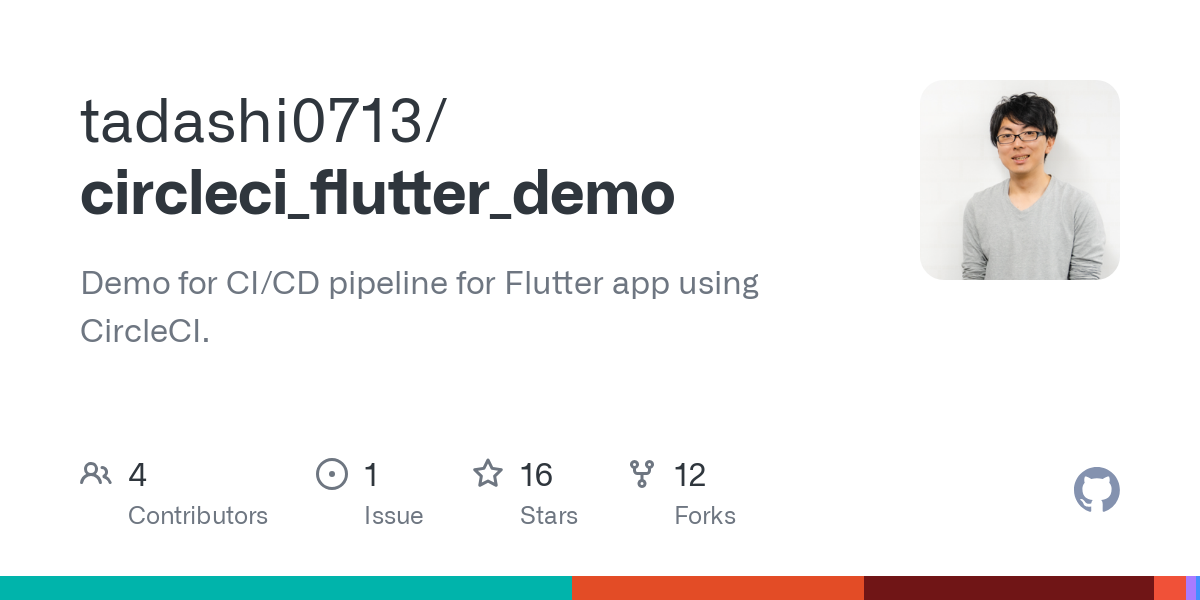 tadashi0713/
circleci_flutter_demo
Demo for CI/CD pipeline for Flutter app using
CircleCI.
4
Contributors
1
Issue
16
Stars
12
Forks